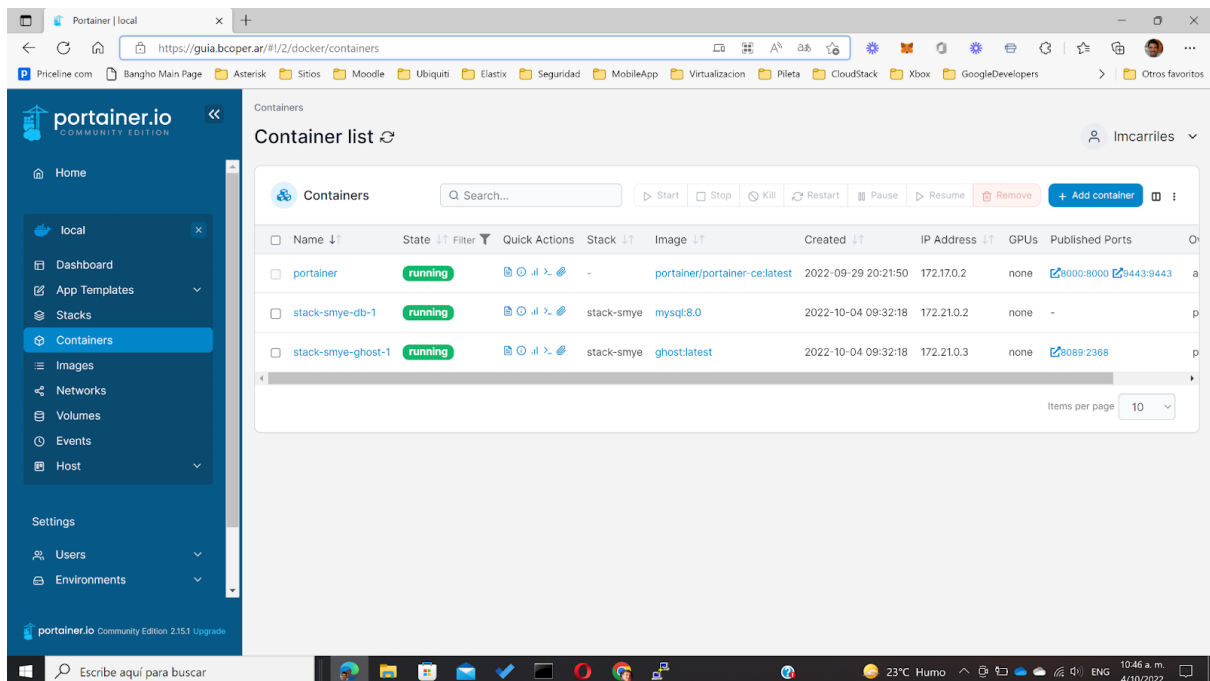 Portainer | local
https://guia.bcoper.ar/#!/2/docker/containers
Priceline com Bangho Main Page Asterisk Sitios Moodle Ubiquiti Elastix Seguridad MobileApp Virtualizacion Pileta CloudStack Xbox GoogleDevelopers Otros favoritos
portainer.io
COMMUNITY EDITION
Home
local
Dashboard
App Templates
Stacks
Containers
Images
Networks
Volumes
Events
Host
Settings
Users
Environments
portainer.io Community Edition 2.15.1 Upgrade
Containers
Container list
lmcarriles
Containers
Search...
Start Stop Kill Restart Pause Resume Remove + Add container
Name State Filter Quick Actions Stack Image Created IP Address GPUs Published Ports
portainer running - portainer/portainer-ce:latest 2022-09-29 20:21:50 172.17.0.2 none 8000:8000 9443:9443
stack-smye-db-1 running stack-smye mysql:8.0 2022-10-04 09:32:18 172.21.0.2 none -
stack-smye-ghost-1 running stack-smye ghost:latest 2022-10-04 09:32:18 172.21.0.3 none 8089:2368
Items per page 10
Escribe aquí para buscar
23°C Humo ENG
10:46 a. m.
4/10/2022